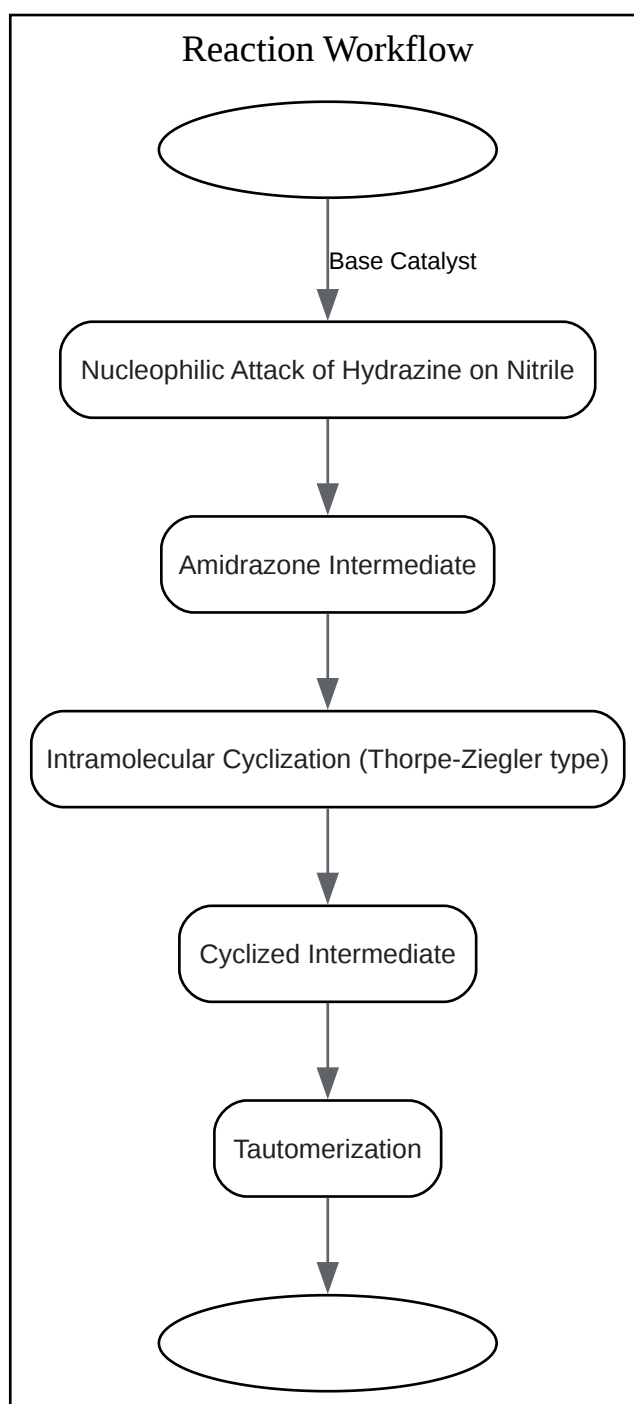 Reaction Workflow
Base Catalyst
Nucleophilic Attack of Hydrazine on Nitrile
Amidrazone Intermediate
Intramolecular Cyclization (Thorpe-Ziegler type)
Cyclized Intermediate
Tautomerization